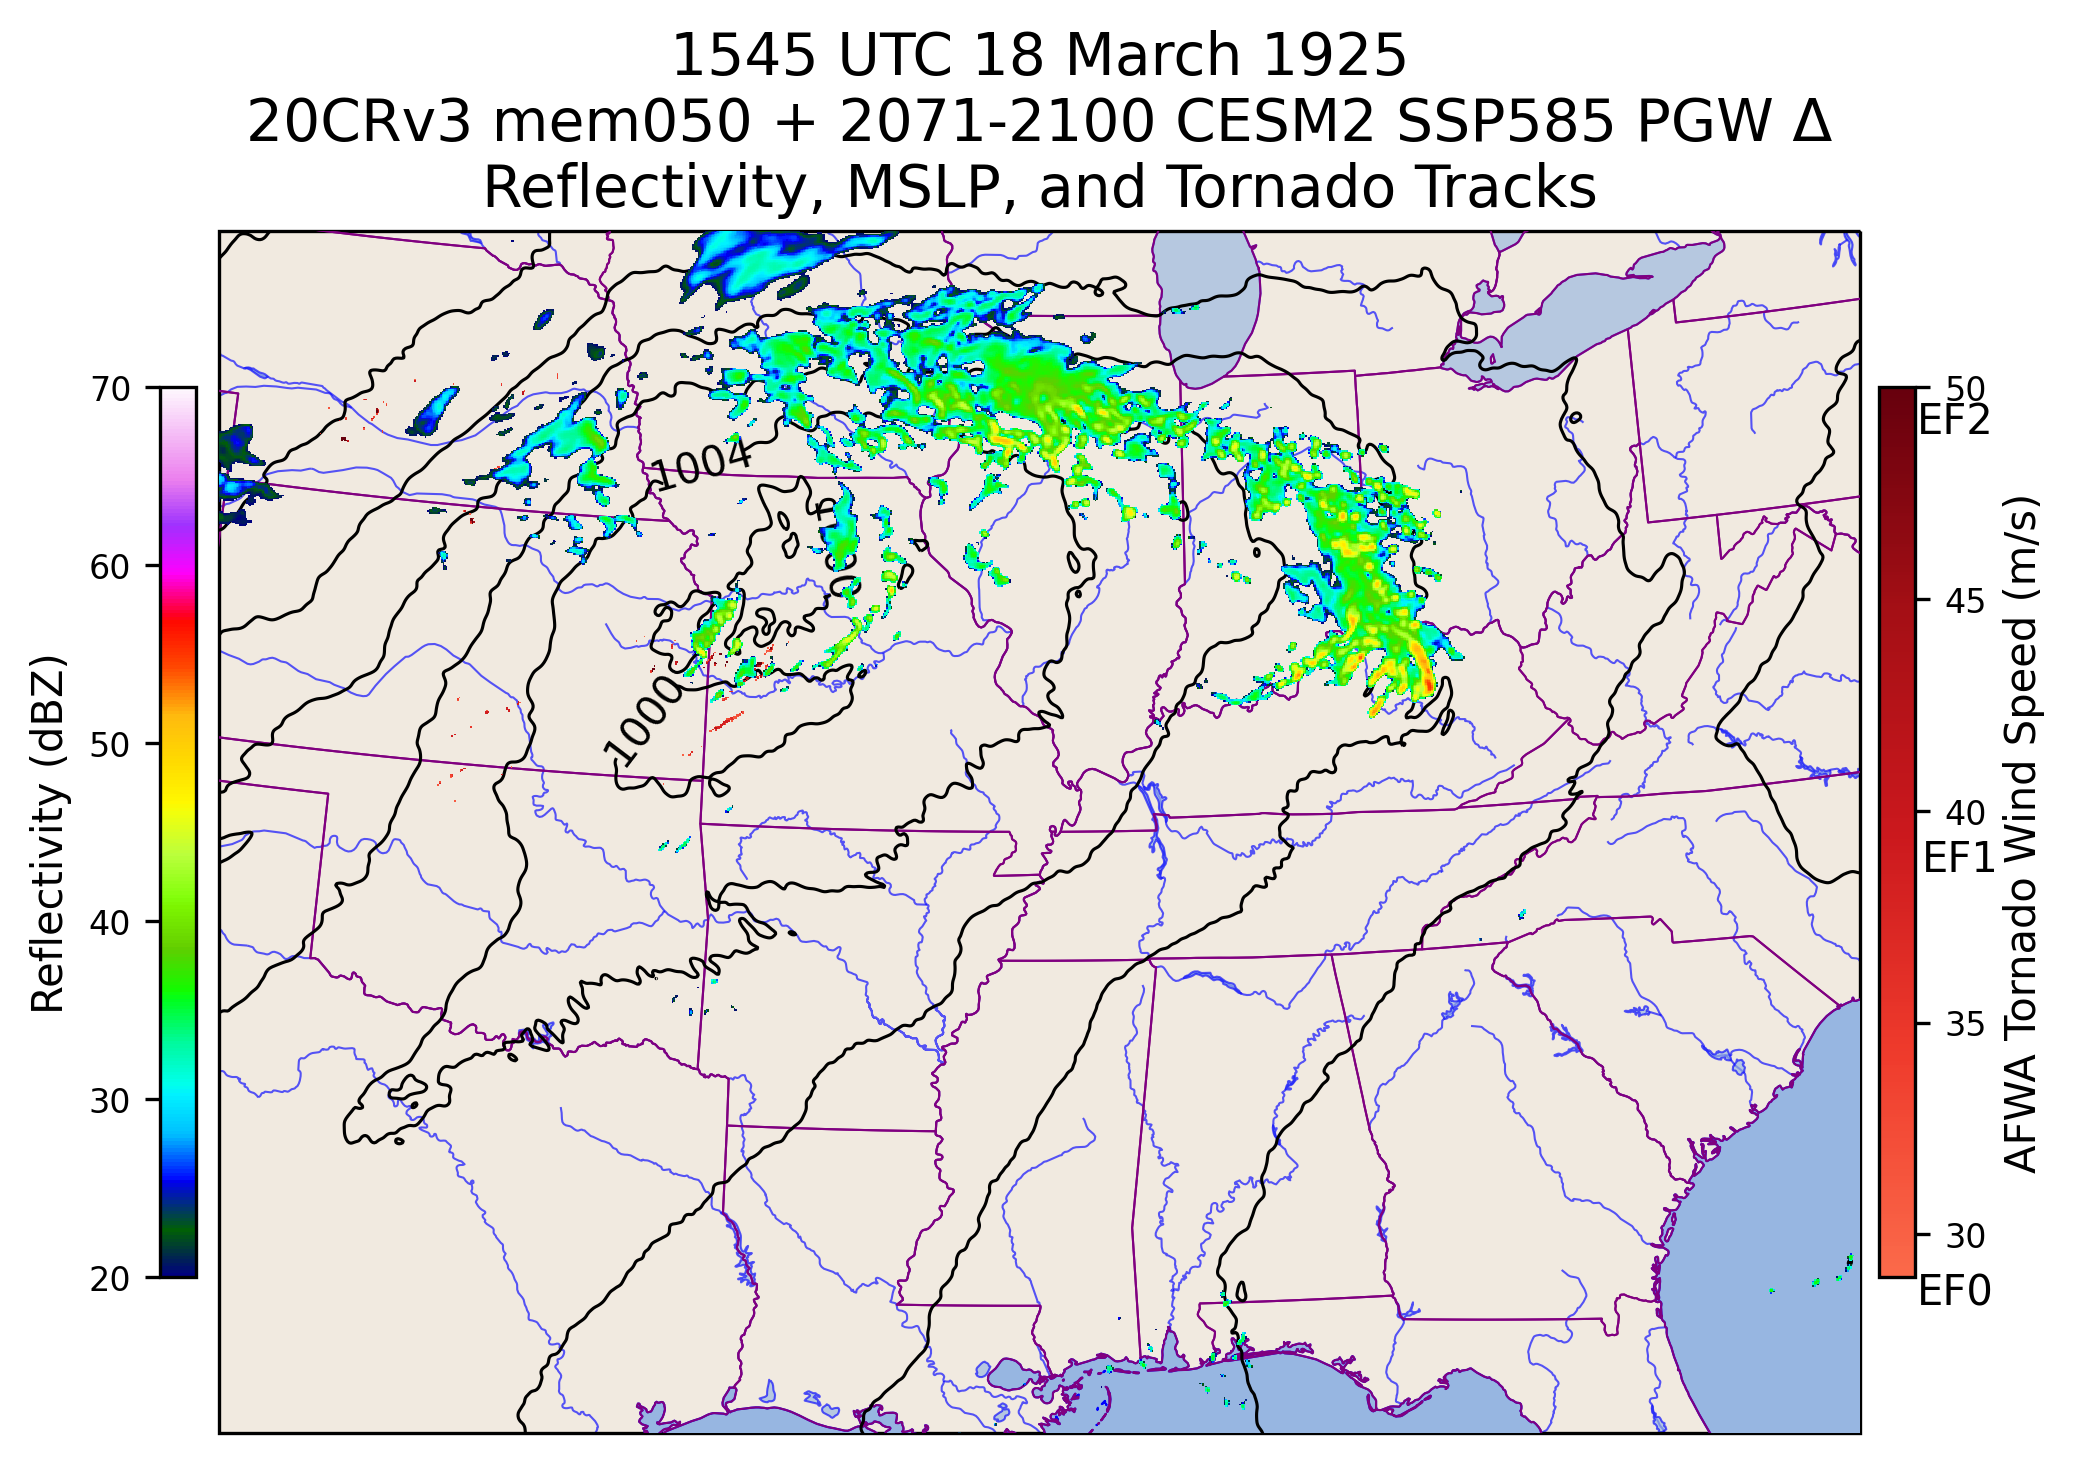 1545 UTC 18 March 1925
20CRv3 mem050 + 2071-2100 CESM2 SSP585 PGW Δ
Reflectivity, MSLP, and Tornado Tracks
Reflectivity (dBZ)
70
60
50
40
30
20
1004
1000
50
EF2
45
40
EF1
35
30
EF0
AFWA Tornado Wind Speed (m/s)